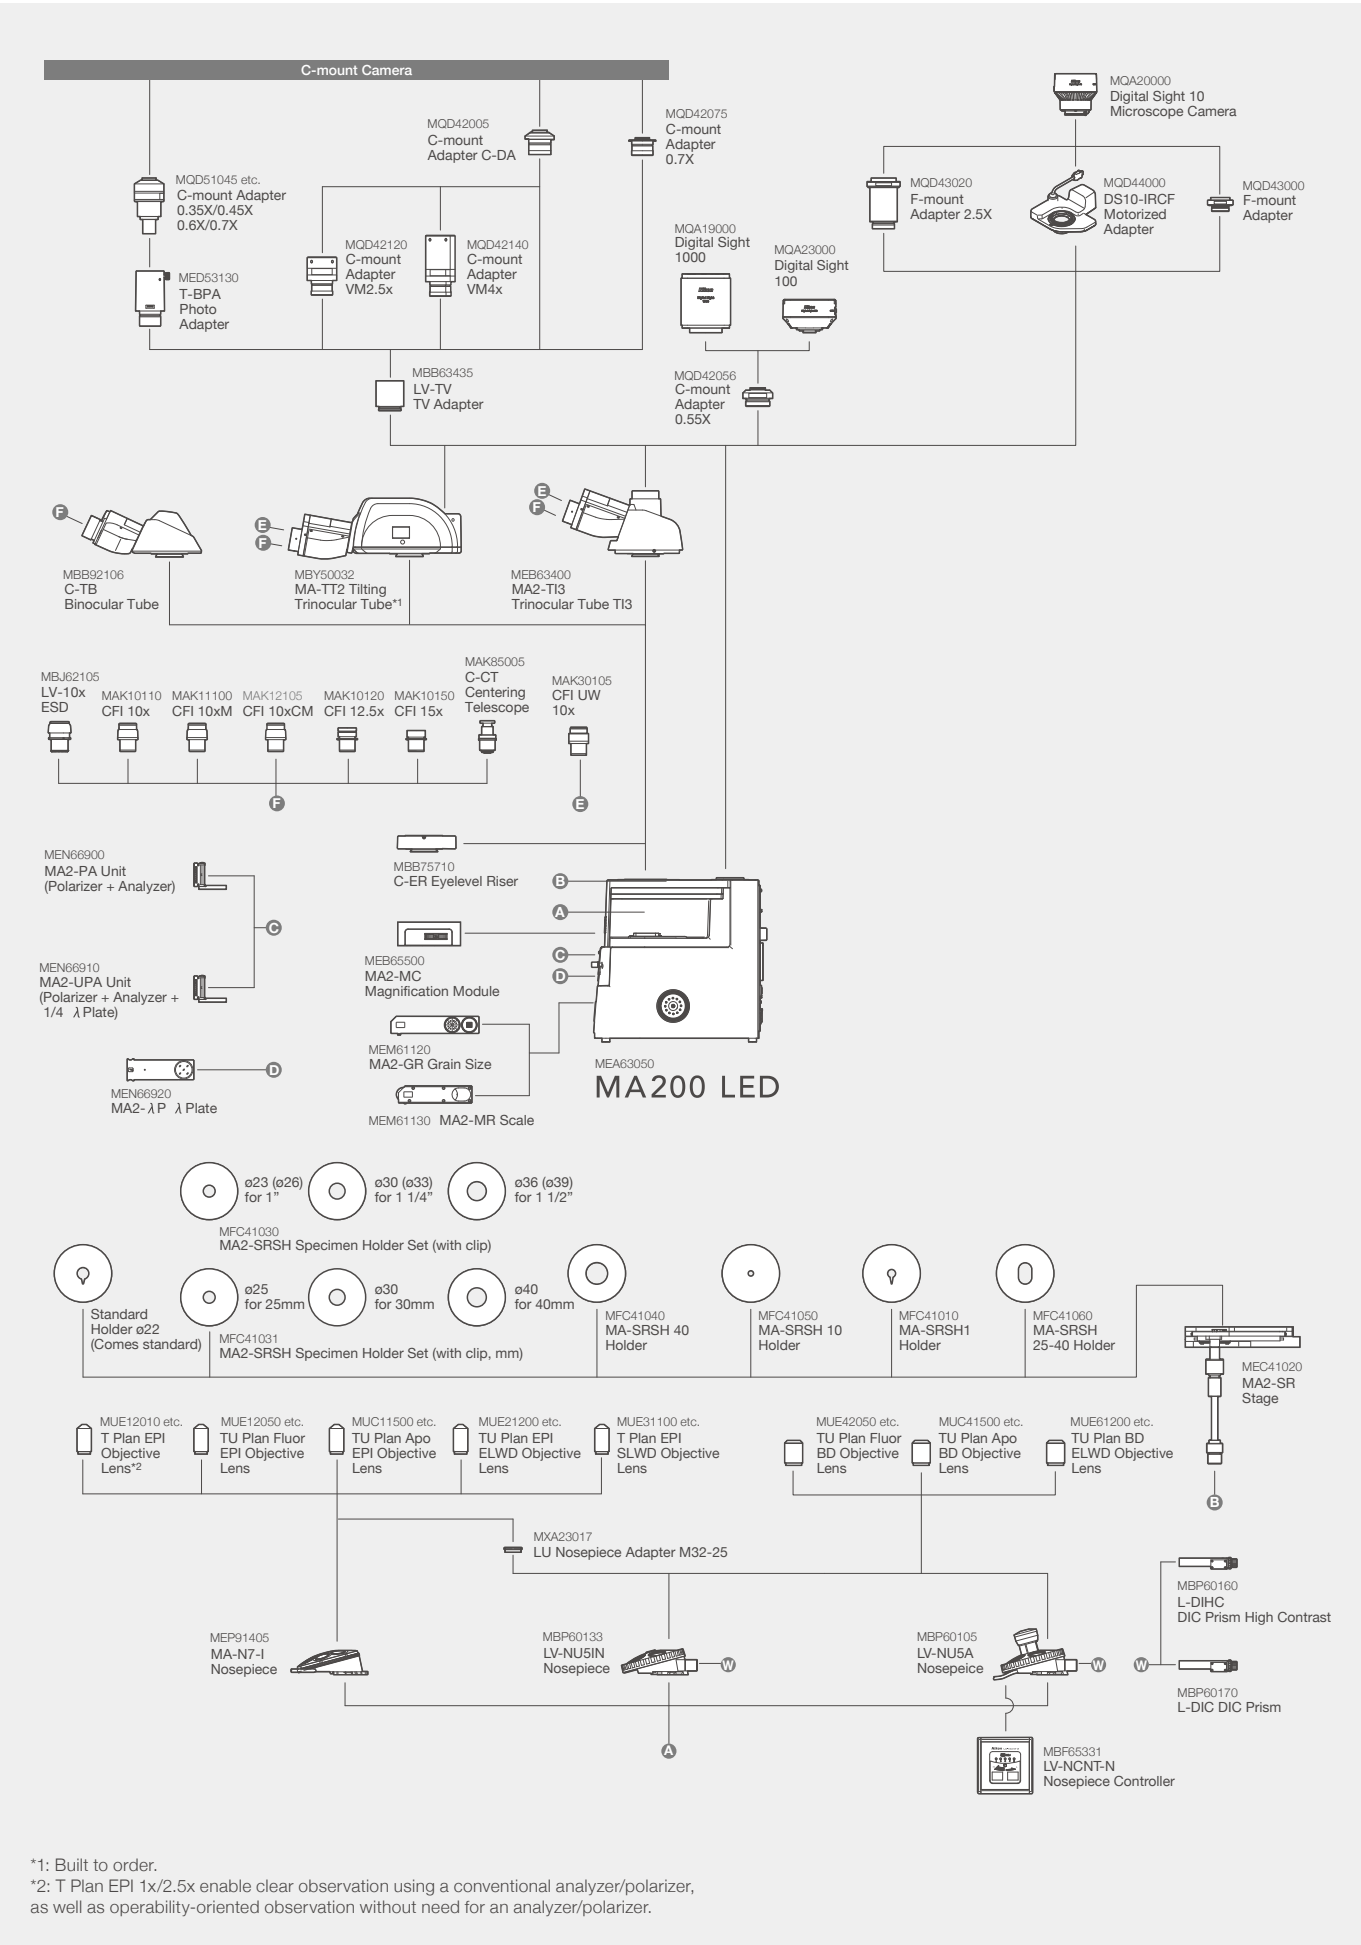 C-mount Camera
MQA20000
Digital Sight 10
Microscope Camera
MQD42005
C-mount
Adapter C-DA
MQD42075
C-mount
Adapter
0.7X
MQD51045 etc.
C-mount Adapter
0.35X/0.45X
0.6X/0.7X
MQD43020
F-mount
Adapter 2.5X
MQD44000
DS10-IRCF
Motorized
Adapter
MQD43000
F-mount
Adapter
MQD42120
C-mount
Adapter
VM2.5x
MQD42140
C-mount
Adapter
VM4x
MQA19000
Digital Sight
1000
MQA23000
Digital Sight
100
MED53130
T-BPA
Photo
Adapter
MBB63435
LV-TV
TV Adapter
MQD42056
C-mount
Adapter
0.55X
F
E
F
E
F
MBB92106
C-TB
Binocular Tube
MBY50032
MA-TT2 Tilting
Trinocular Tube*1
MEB63400
MA2-TI3
Trinocular Tube TI3
MBJ62105
LV-10x
ESD
MAK10110
CFI 10x
MAK11100
CFI 10xM
MAK12105
CFI 10xCM
MAK10120
CFI 12.5x
MAK10150
CFI 15x
MAK85005
C-CT
Centering
Telescope
MAK30105
CFI UW
10x
F
E
MEN66900
MA2-PA Unit
(Polarizer + Analyzer)
C
MEN66910
MA2-UPA Unit
(Polarizer + Analyzer +
1/4 λ Plate)
D
MEN66920
MA2-λP λ Plate
MBB75710
C-ER Eyelevel Riser
B
A
C
D
MEB65500
MA2-MC
Magnification Module
MEM61120
MA2-GR Grain Size
MEM61130 MA2-MR Scale
MEA63050
MA200 LED
ø23 (ø26)
for 1”
ø30 (ø33)
for 1 1/4”
ø36 (ø39)
for 1 1/2”
MFC41030
MA2-SRSH Specimen Holder Set (with clip)
Standard
Holder ø22
(Comes standard)
ø25
for 25mm
ø30
for 30mm
ø40
for 40mm
MFC41031
MA2-SRSH Specimen Holder Set (with clip, mm)
MFC41040
MA-SRSH 40
Holder
MFC41050
MA-SRSH 10
Holder
MFC41010
MA-SRSH1
Holder
MFC41060
MA-SRSH
25-40 Holder
MEC41020
MA2-SR
Stage
B
MUE12010 etc.
T Plan EPI
Objective
Lens*2
MUE12050 etc.
TU Plan Fluor
EPI Objective
Lens
MUC11500 etc.
TU Plan Apo
EPI Objective
Lens
MUE21200 etc.
TU Plan EPI
ELWD Objective
Lens
MUE31100 etc.
T Plan EPI
SLWD Objective
Lens
MUE42050 etc.
TU Plan Fluor
BD Objective
Lens
MUC41500 etc.
TU Plan Apo
BD Objective
Lens
MUE61200 etc.
TU Plan BD
ELWD Objective
Lens
MXA23017
LU Nosepiece Adapter M32-25
MBP60160
L-DIHC
DIC Prism High Contrast
MEP91405
MA-N7-I
Nosepiece
MBP60133
LV-NU5IN
Nosepiece
W
MBP60105
LV-NU5A
Nosepeice
W
W
MBP60170
L-DIC DIC Prism
A
MBF65331
LV-NCNT-N
Nosepiece Controller
*1: Built to order.
*2: T Plan EPI 1x/2.5x enable clear observation using a conventional analyzer/polarizer,
as well as operability-oriented observation without need for an analyzer/polarizer.